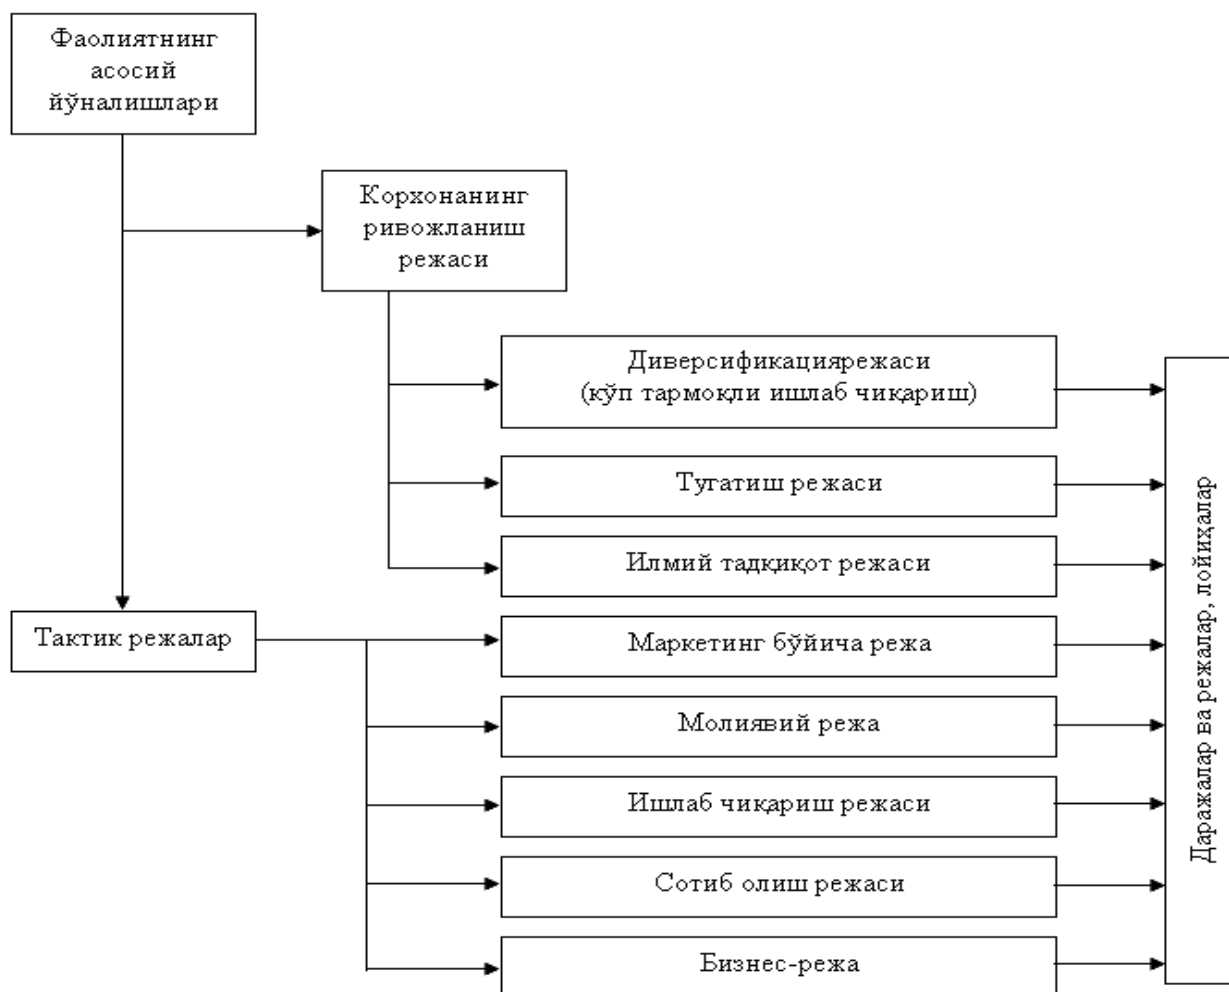 Фаолиятнинг
асосий
йўналишлари
Корхонанинг
ривожланиш
режаси
Диверсификациярежаси
(кўп тармоқли ишлаб чиқариш)
Тугатиш режаси
Илмий тадқиқот режаси
Тактик режалар
Маркетинг бўйича режа
Молиявий режа
Ишлаб чиқариш режаси
Сотиб олиш режаси
Бизнес-режа
Даражалар ва режалар, лойиҳалар